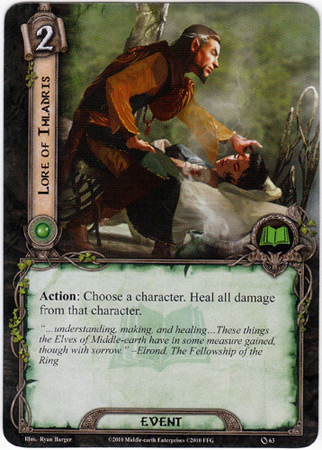 2
LORE OF IMLADRIS
Action: Choose a character. Heal all damage
from that character.
“...understanding, making, and healing...These things
the Elves of Middle-earth have in some measure gained,
though with sorrow.” –Elrond, The Fellowship of the
Ring
EVENT
Illus. Ryan Barger
©2010 Middle-earth Enterprises ©2010 FFG
63